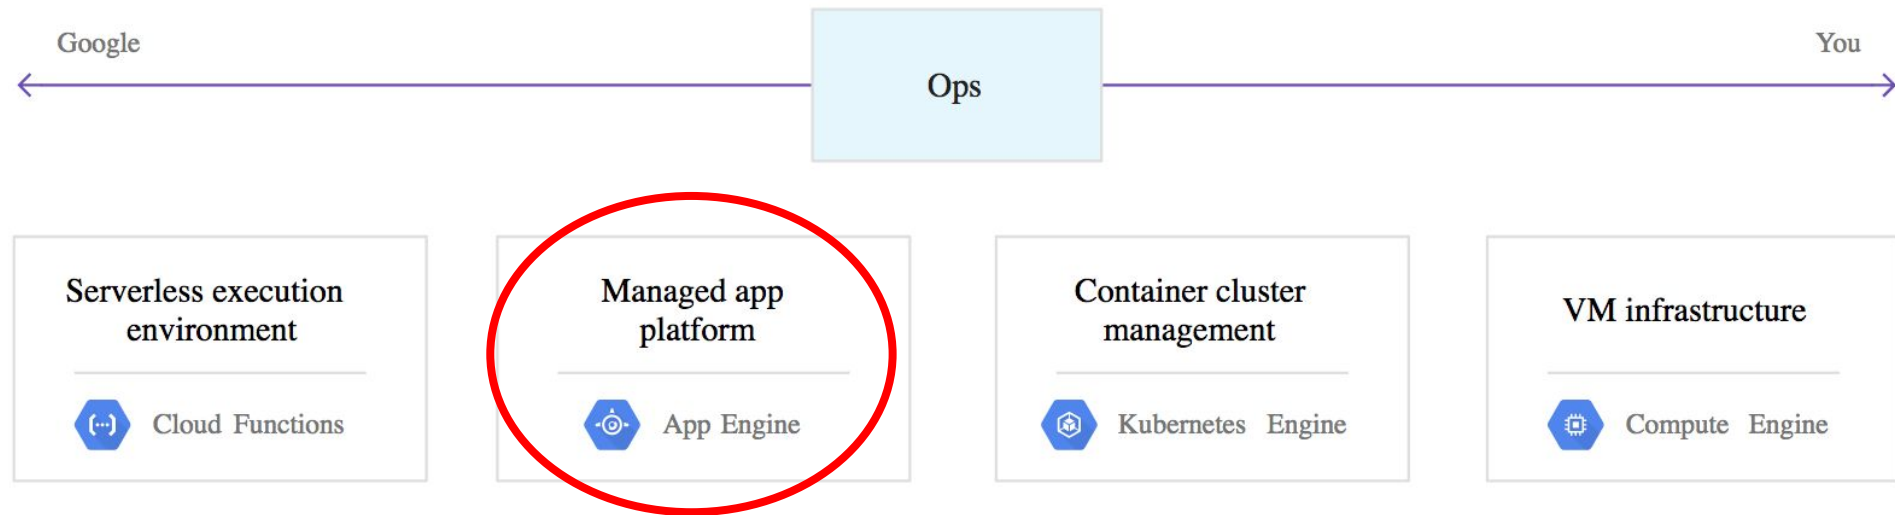 Google
You
Ops
Serverless execution
environment
Cloud Functions
Managed app
platform
App Engine
Container cluster
management
Kubernetes Engine
VM infrastructure
Compute Engine